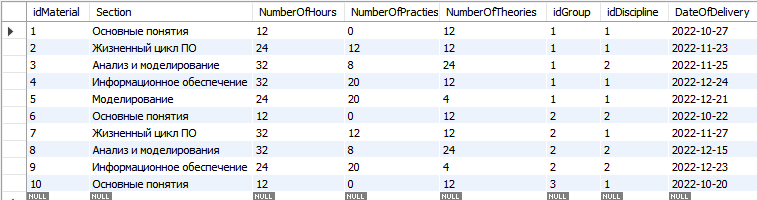 idMaterial Section NumberOfHours NumberOfPracties NumberOfTheories idGroup idDiscipline DateOfDelivery
1 Основные понятия 12 0 12 1 1 2022-10-27
2 Жизненный цикл ПО 24 12 12 1 1 2022-11-23
3 Анализ и моделирование 32 8 24 1 2 2022-11-25
4 Информационное обеспечение 32 20 12 1 1 2022-12-24
5 Моделирование 24 20 4 1 2 2022-12-21
6 Основные понятия 12 0 12 2 2 2022-10-22
7 Жизненный цикл ПО 32 12 12 2 1 2022-11-27
8 Анализ и моделирования 32 8 24 2 2 2022-12-15
9 Информационное обеспечение 24 20 4 2 2 2022-12-23
10 Основные понятия 12 0 12 3 1 2022-10-20
NULL NULL NULL NULL NULL NULL NULL NULL